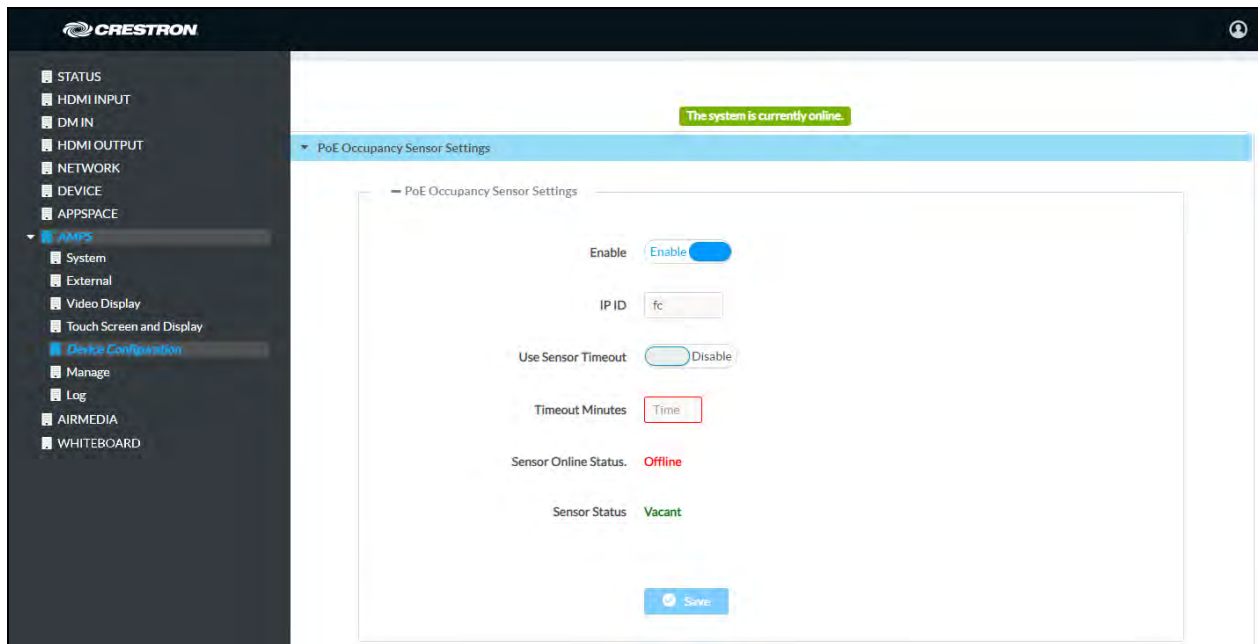 CRESTRON
STATUS
HDMI INPUT
DM IN
HDMI OUTPUT
NETWORK
DEVICE
APPSPACE
AMPS
System
External
Video Display
Touch Screen and Display
Device Configuration
Manage
Log
AIRMEDIA
WHITEBOARD
The system is currently online.
PoE Occupancy Sensor Settings
PoE Occupancy Sensor Settings
Enable Enable
IP ID fc
Use Sensor Timeout Disable
Timeout Minutes Time
Sensor Online Status. Offline
Sensor Status Vacant
Save